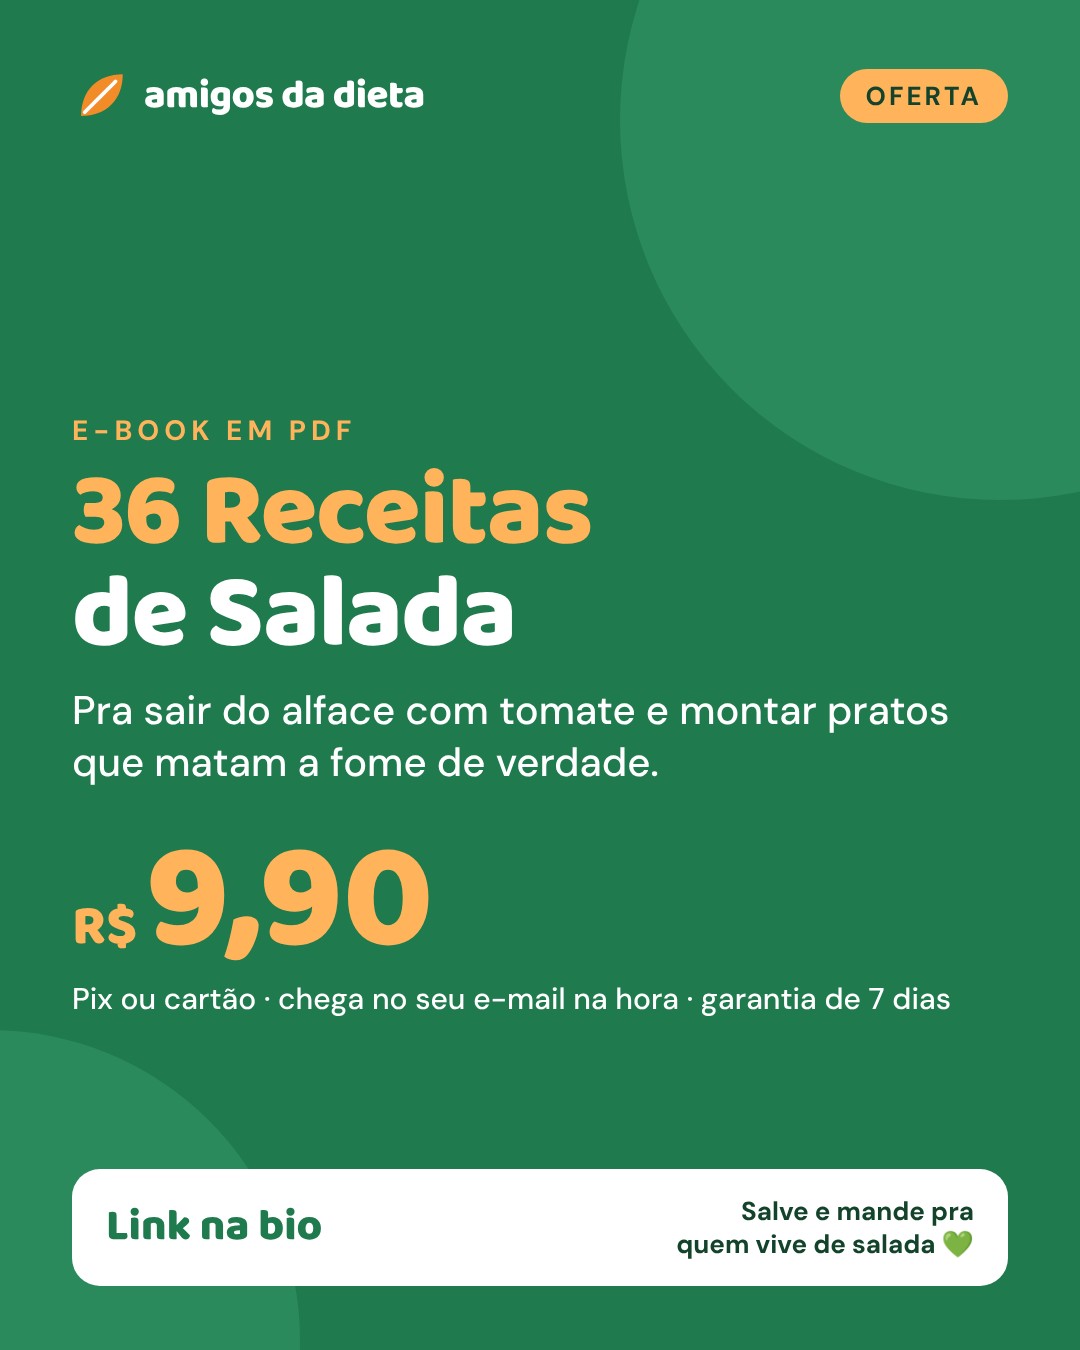 amigos da dieta
OFERTA
E-BOOK EM PDF
36 Receitas
de Salada
Pra sair do alface com tomate e montar pratos
que matam a fome de verdade.
R$ 9,90
Pix ou cartão · chega no seu e-mail na hora · garantia de 7 dias
Link na bio
Salve e mande pra
quem vive de salada 💚